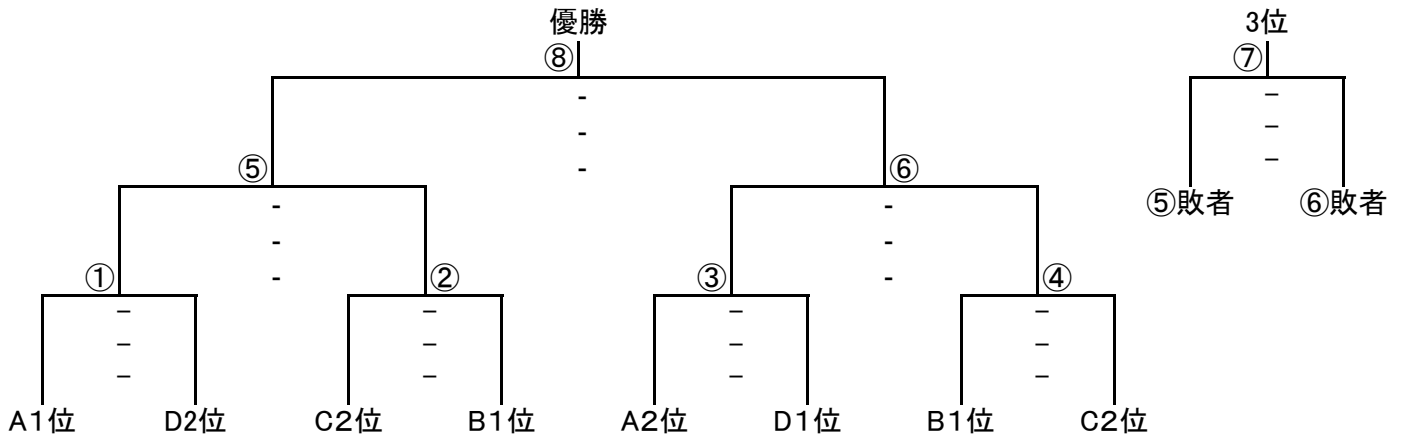 優勝 3位
⑧ ⑦
- －
- －
⑤ - ⑥ －
⑤敗者 ⑥敗者
- -
- -
① - ② ③ - ④
－ － － －
－ － － －
－ － － －
A1位 D2位 C2位 B1位 A2位 D1位 B1位 C2位